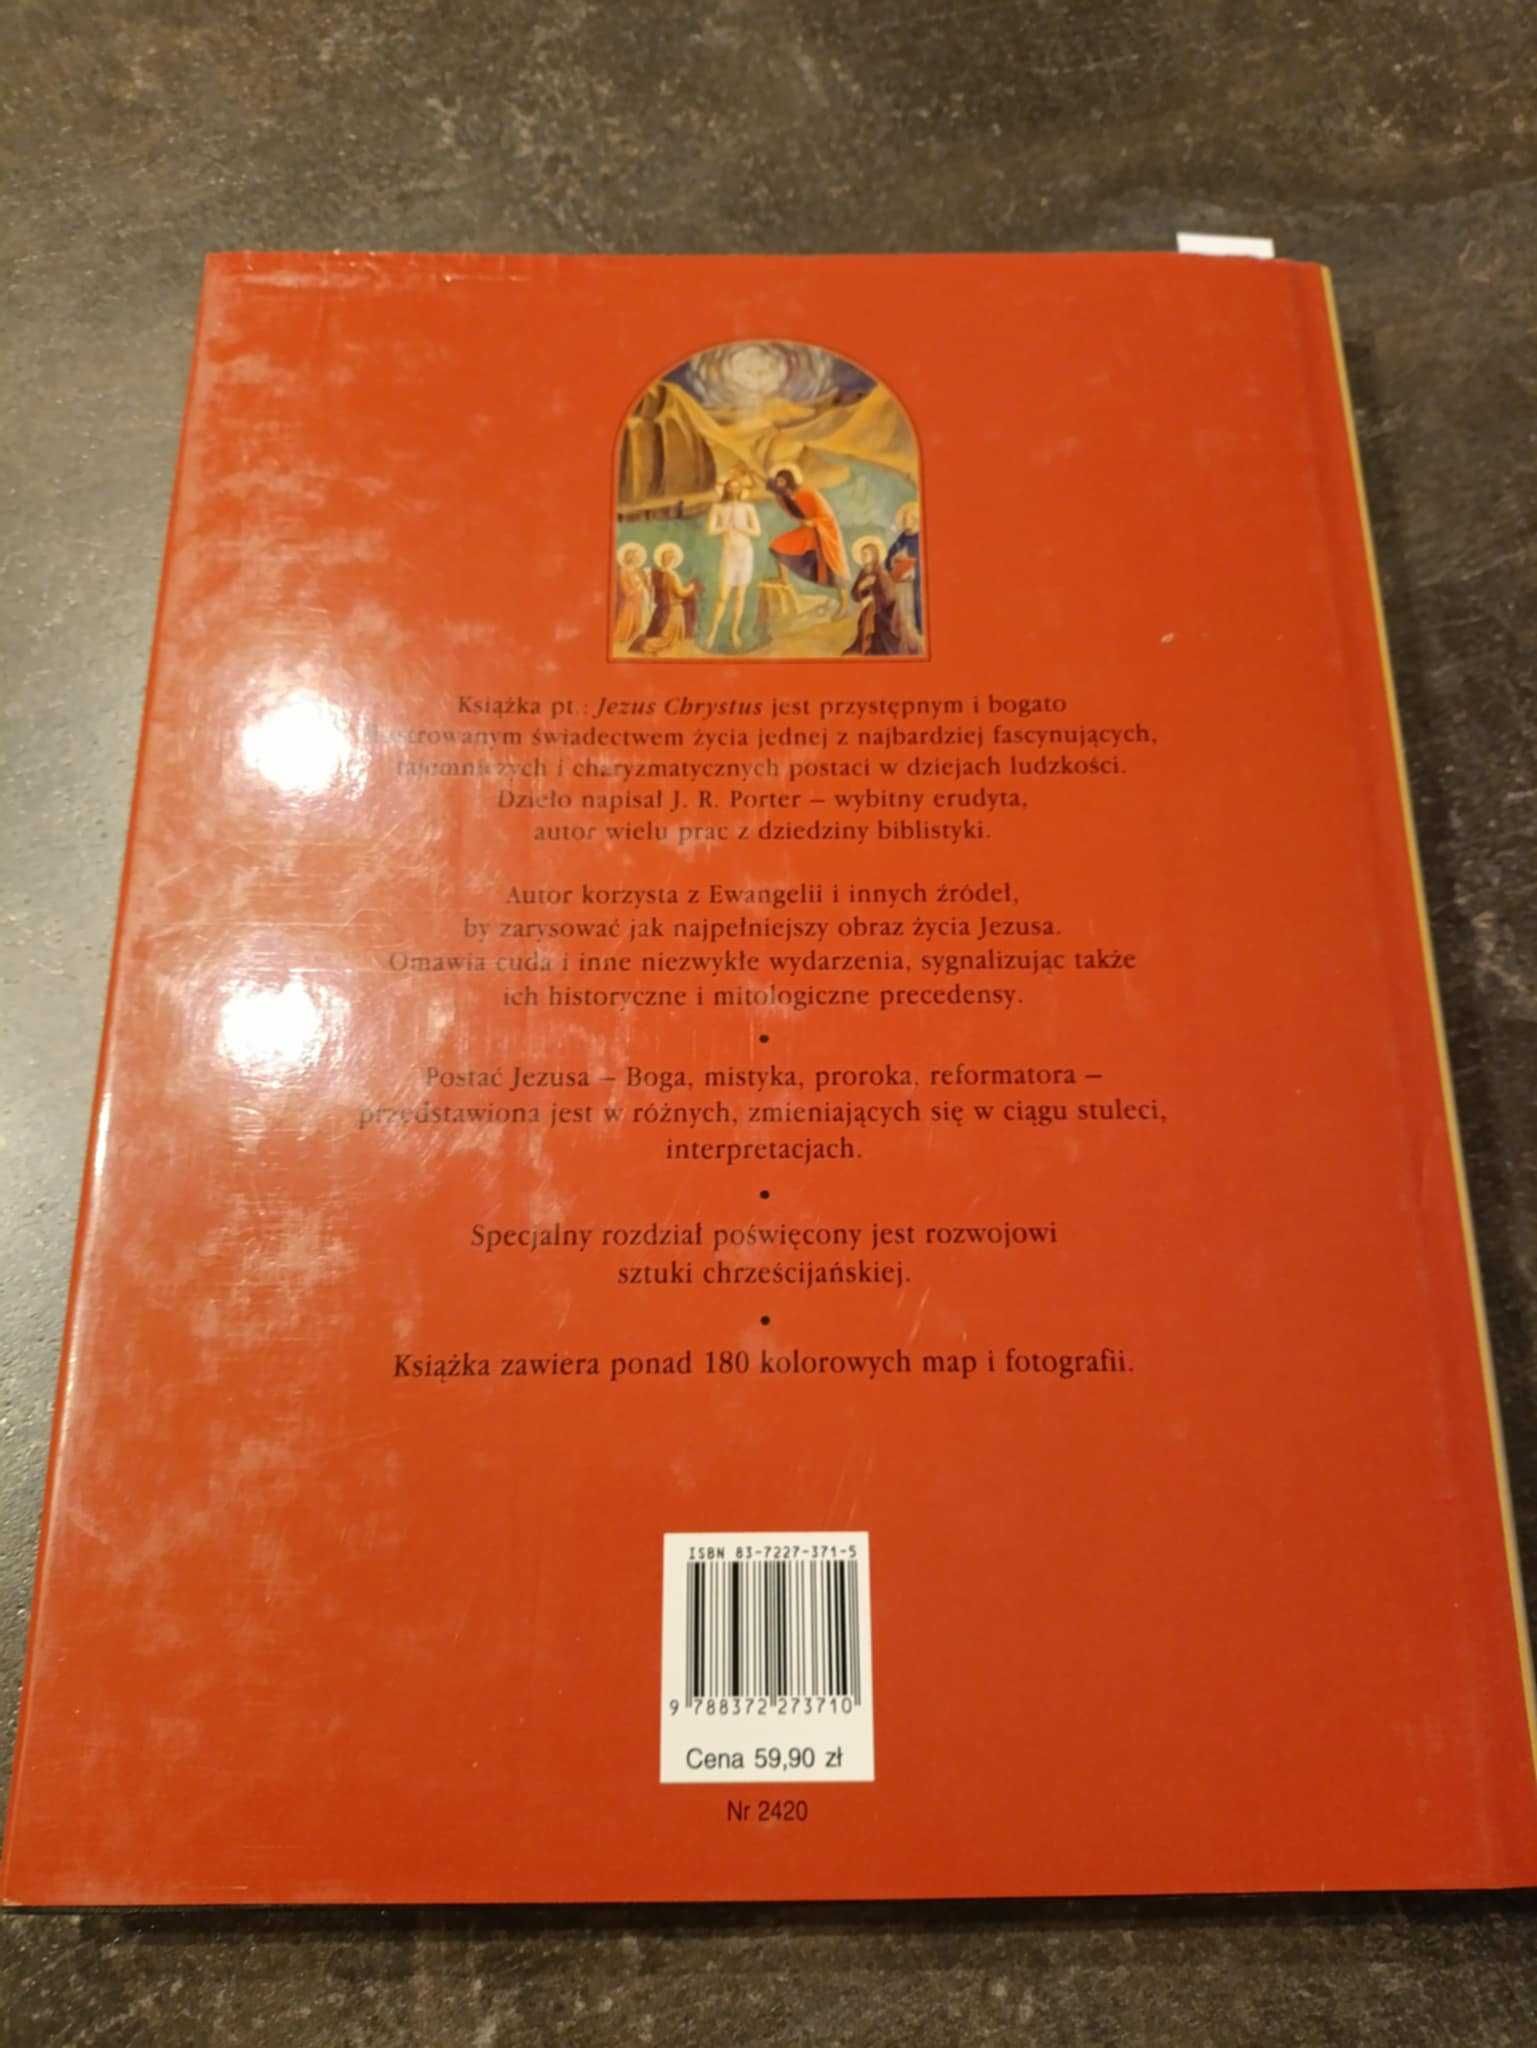 Książka pt.: Jezus Chrystus jest przystępnym i bogato
ilustrowanym świadectwem życia jednej z najbardziej fascynujących,
tajemniczych i charyzmatycznych postaci w dziejach ludzkości.
Dzieło napisał J. R. Porter – wybitny erudyta,
autor wielu prac z dziedziny biblistyki.
Autor korzysta z Ewangelii i innych źródeł,
by zarysować jak najpełniejszy obraz życia Jezusa.
Omawia cuda i inne niezwykłe wydarzenia, sygnalizując także
ich historyczne i mitologiczne precedensy.
•
Postać Jezusa – Boga, mistyka, proroka, reformatora –
przedstawiona jest w różnych, zmieniających się w ciągu stuleci,
interpretacjach.
•
Specjalny rozdział poświęcony jest rozwojowi
sztuki chrześcijańskiej.
•
Książka zawiera ponad 180 kolorowych map i fotografii.
ISBN 83-7227-371-5
9 788372 273710
Cena 59,90 zł
Nr 2420